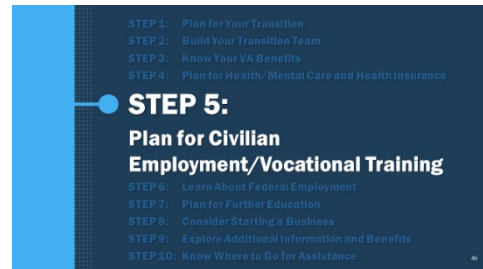 STEP 1: Plan for Your Transition
STEP 2: Build Your Transition Team
STEP 3: Know Your VA Benefits
STEP 4: Plan for Health/Mental Care and Health Insurance
STEP 5:
Plan for Civilian
Employment/Vocational Training
STEP 6: Learn About Federal Employment
STEP 7: Plan for Further Education
STEP 8: Consider Starting a Business
STEP 9: Explore Additional Information and Benefits
STEP 10: Know Where to Go for Assistance